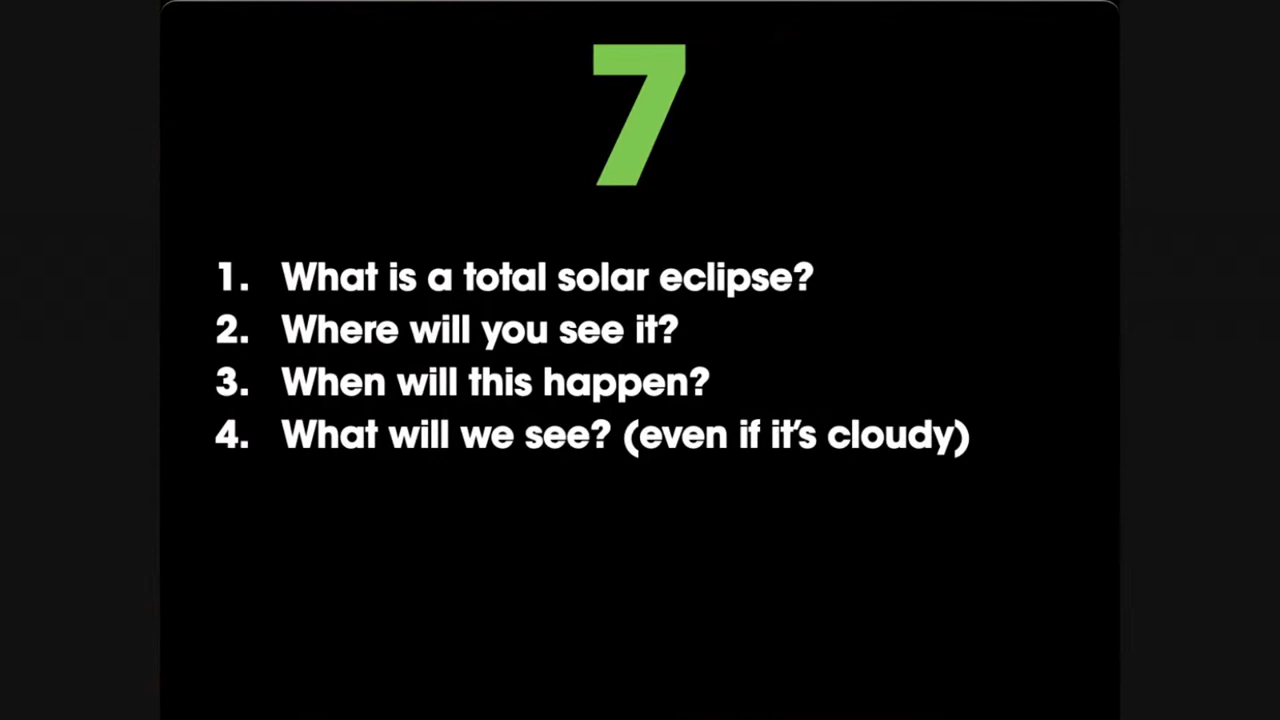 7
1. What is a total solar eclipse?
2. Where will you see it?
3. When will this happen?
4. What will we see? (even if it's cloudy)